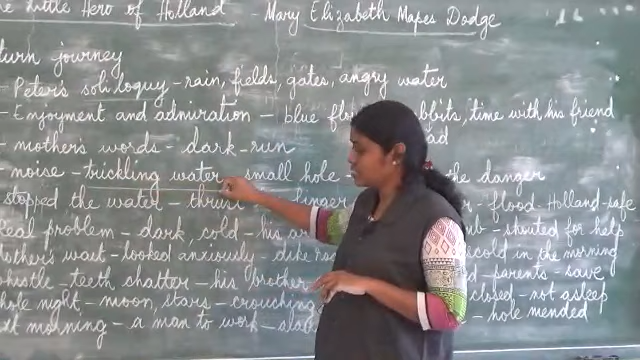 The Little Hero of Holland - Mary Elizabeth Mapes Dodge
turn journey
- Peter's soliloquy - rain, fields, gates, angry water
- Enjoyment and admiration - blue bbits, time with his friend
ad
- mother's words - dark - run
- noise - trickling water - small hole - the danger
stopped the water - thrust finger - flood - Holland - safe
Real problem - dark, cold - his - shouted for help
mother's wait - looked anxiously - dike cold in the morning
whistle - teeth chatter - his brother - parents - save
whole night - moon, stars - crouching closed - not asleep
next morning - a man to work - hole mended